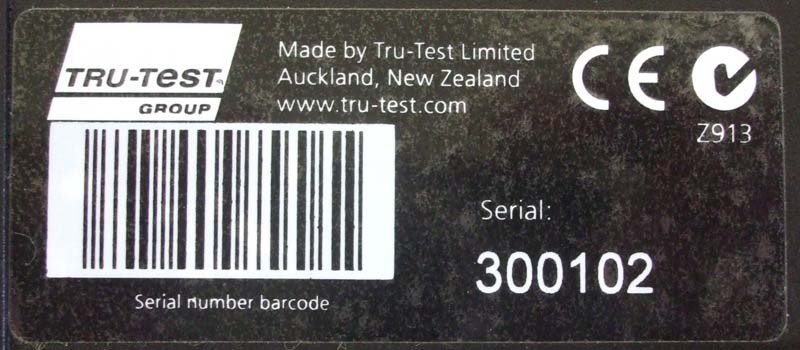 TRU-TEST
GROUP
Made by Tru-Test Limited
Auckland, New Zealand
www.tru-test.com
CE
Z913
Serial number barcode
Serial:
300102